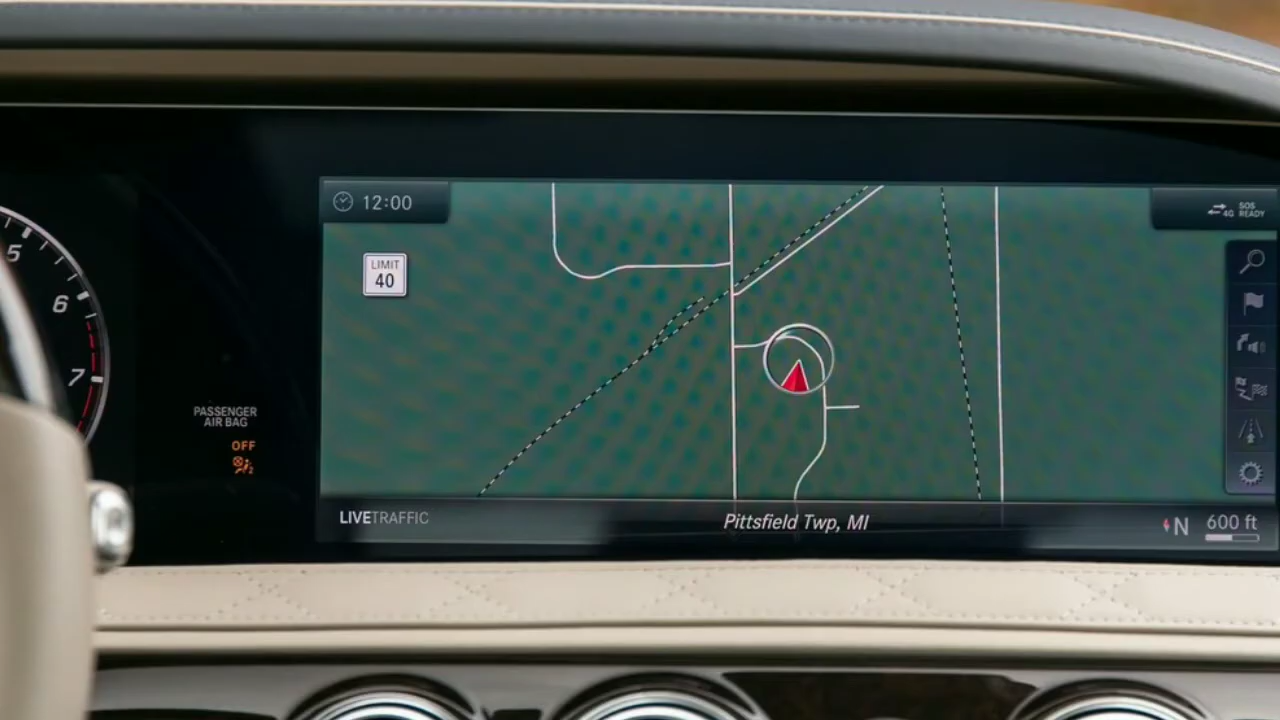 12:00
4G
SOS
READY
LIMIT
40
5
6
7
PASSENGER
AIR BAG
OFF
LIVETRAFFIC
Pittsfield Twp, MI
N
600 ft